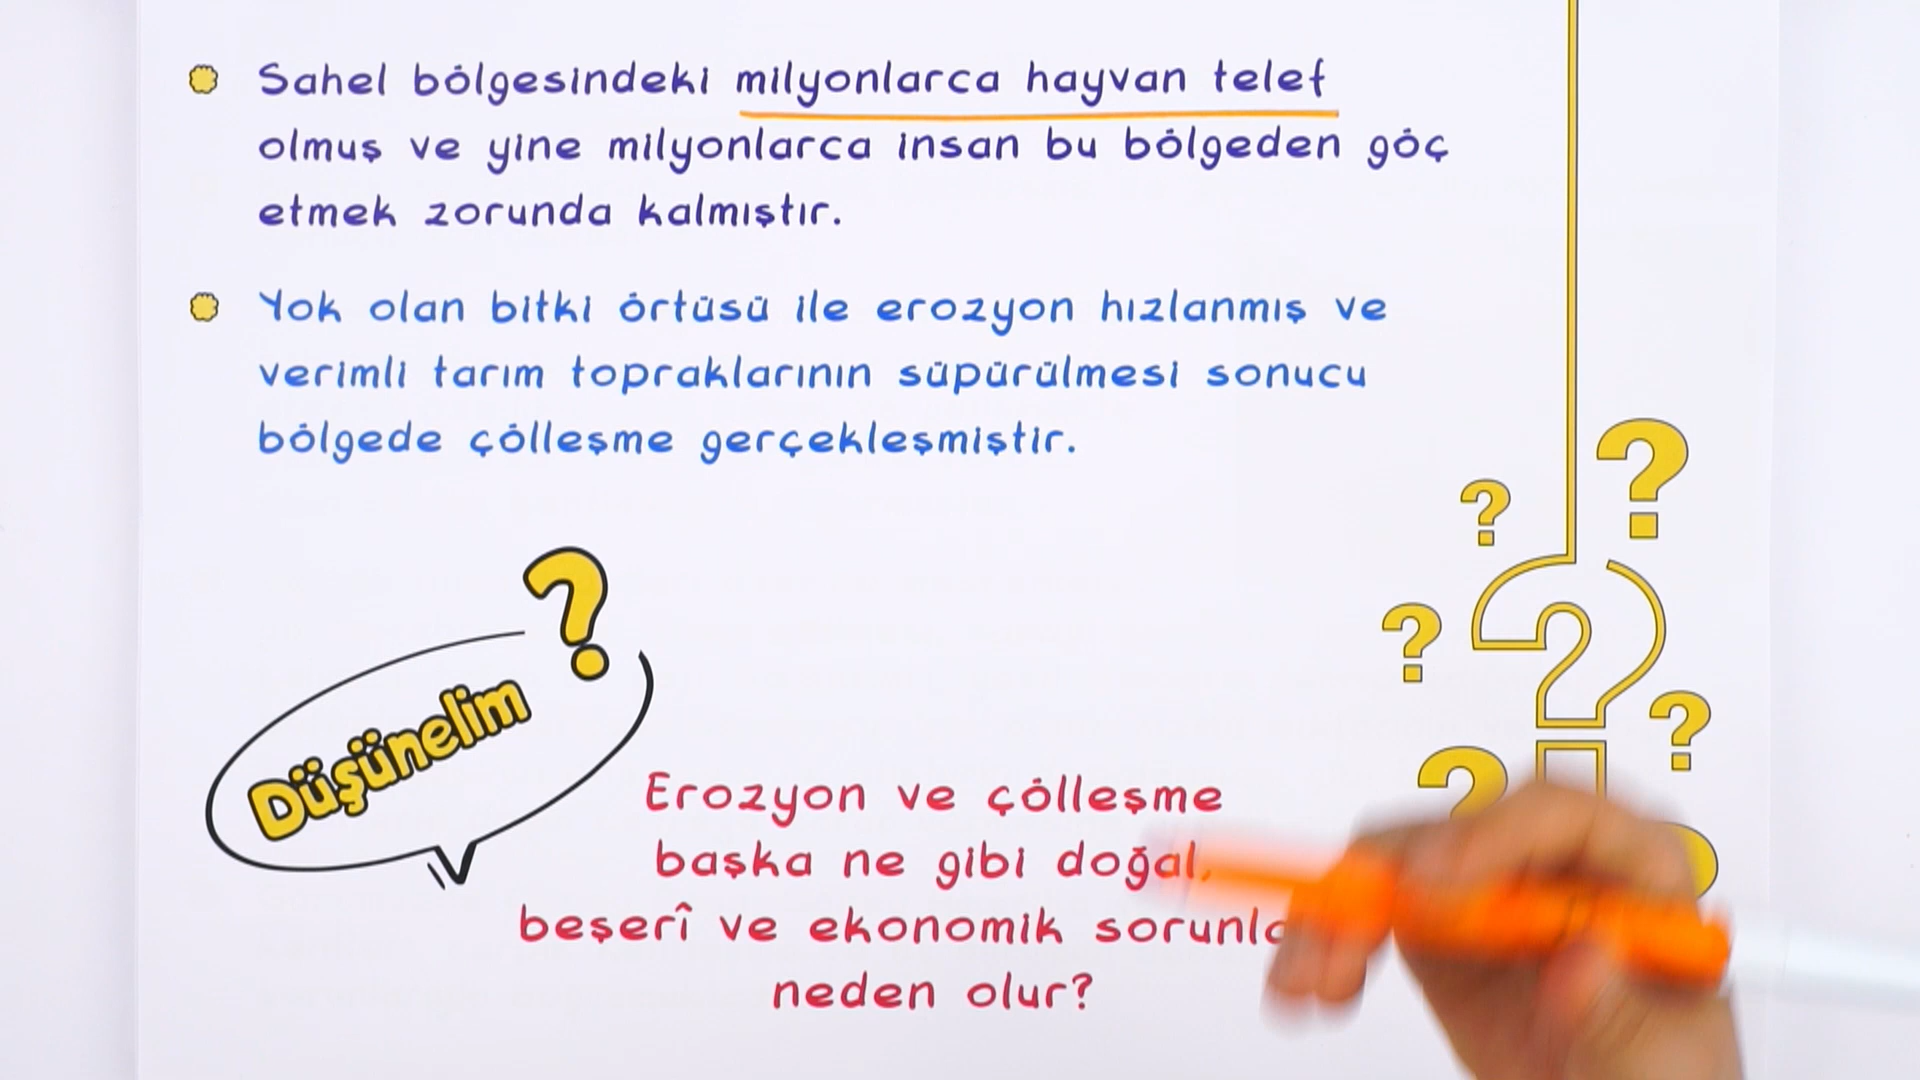 Sahel bölgesindeki milyonlarca hayvan telef
olmuş ve yine milyonlarca insan bu bölgeden göç
etmek zorunda kalmıştır.
Yok olan bitki örtüsü ile erozyon hızlanmış ve
verimli tarım topraklarının süpürülmesi sonucu
bölgede çölleşme gerçekleşmiştir.
Düşünelim ?
Erozyon ve çölleşme
başka ne gibi doğal,
beşerî ve ekonomik
neden olur?